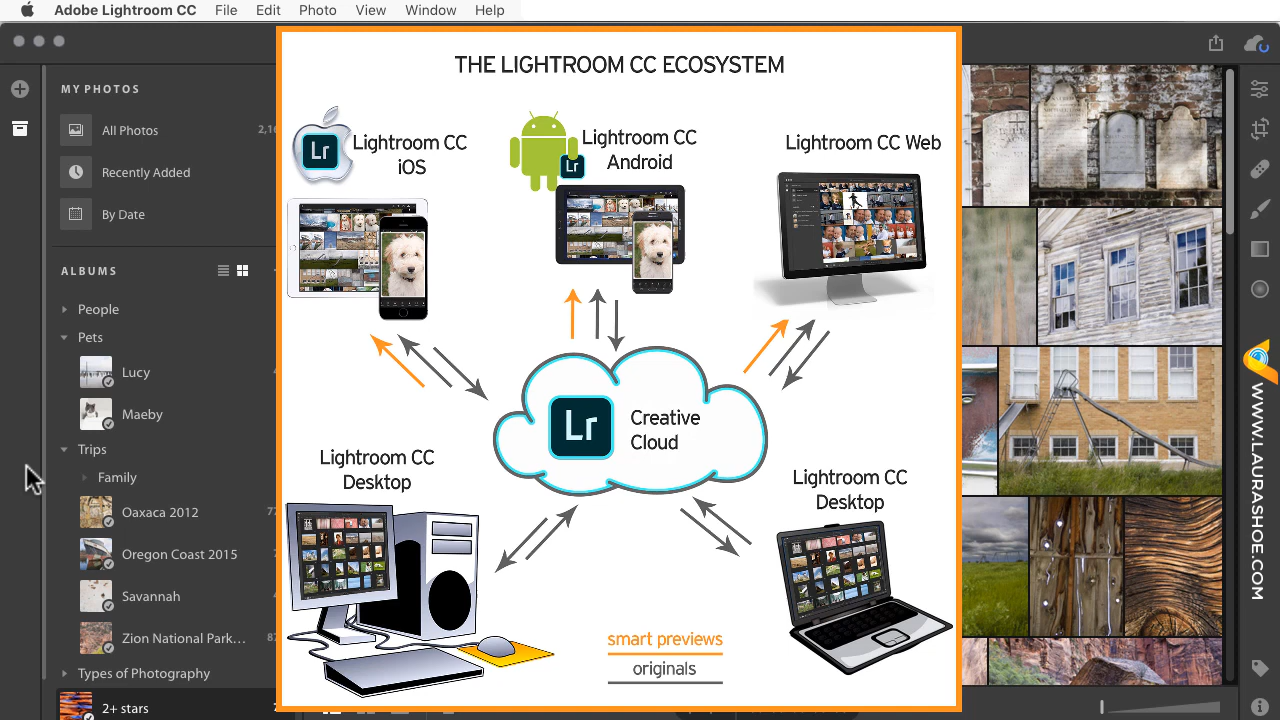 Adobe Lightroom CC File Edit Photo View Window Help
THE LIGHTROOM CC ECOSYSTEM
MY PHOTOS
All Photos
Recently Added
By Date
ALBUMS
People
Pets
Lucy
Maeby
Trips
Family
Oaxaca 2012
Oregon Coast 2015
Savannah
Zion National Park...
Types of Photography
2+ stars
Lr
Lightroom CC
iOS
Lr
Lightroom CC
Android
Lightroom CC Web
Lr
Creative
Cloud
Lightroom CC
Desktop
Lightroom CC
Desktop
smart previews
originals
WWW.LAURASHOE.COM